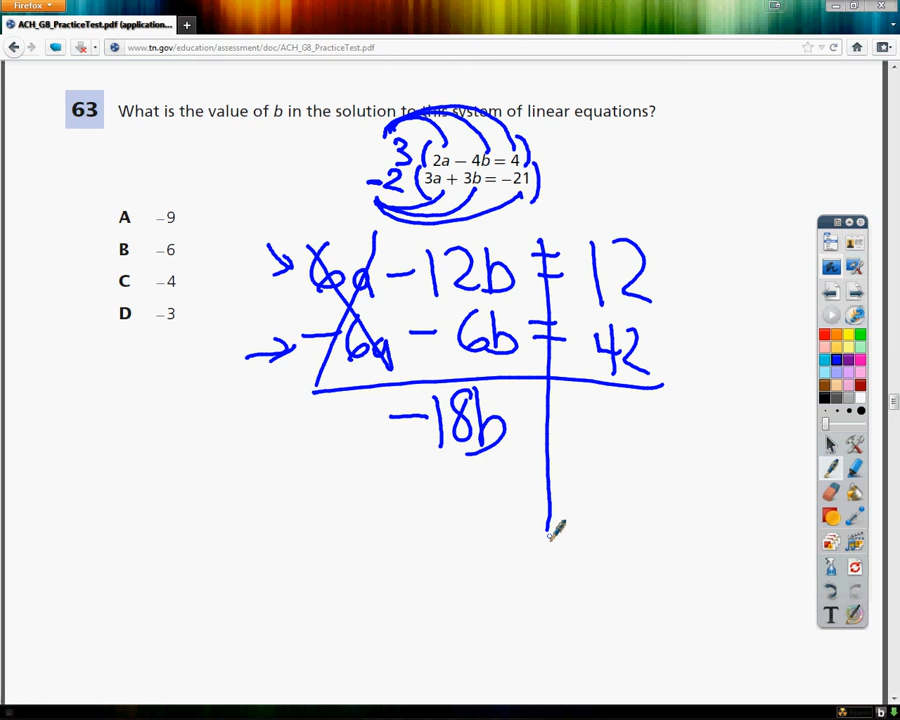 Firefox
ACH_G8_PracticeTest.pdf (application...
www.tn.gov/education/assessment/doc/ACH_G8_PracticeTest.pdf
63 What is the value of b in the solution to this system of linear equations?
3 (2a − 4b = 4)
-2 (3a + 3b = −21)
A −9
B −6
C −4
D −3
6a - 12b = 12
-6a - 6b = 42
-18b
T
b